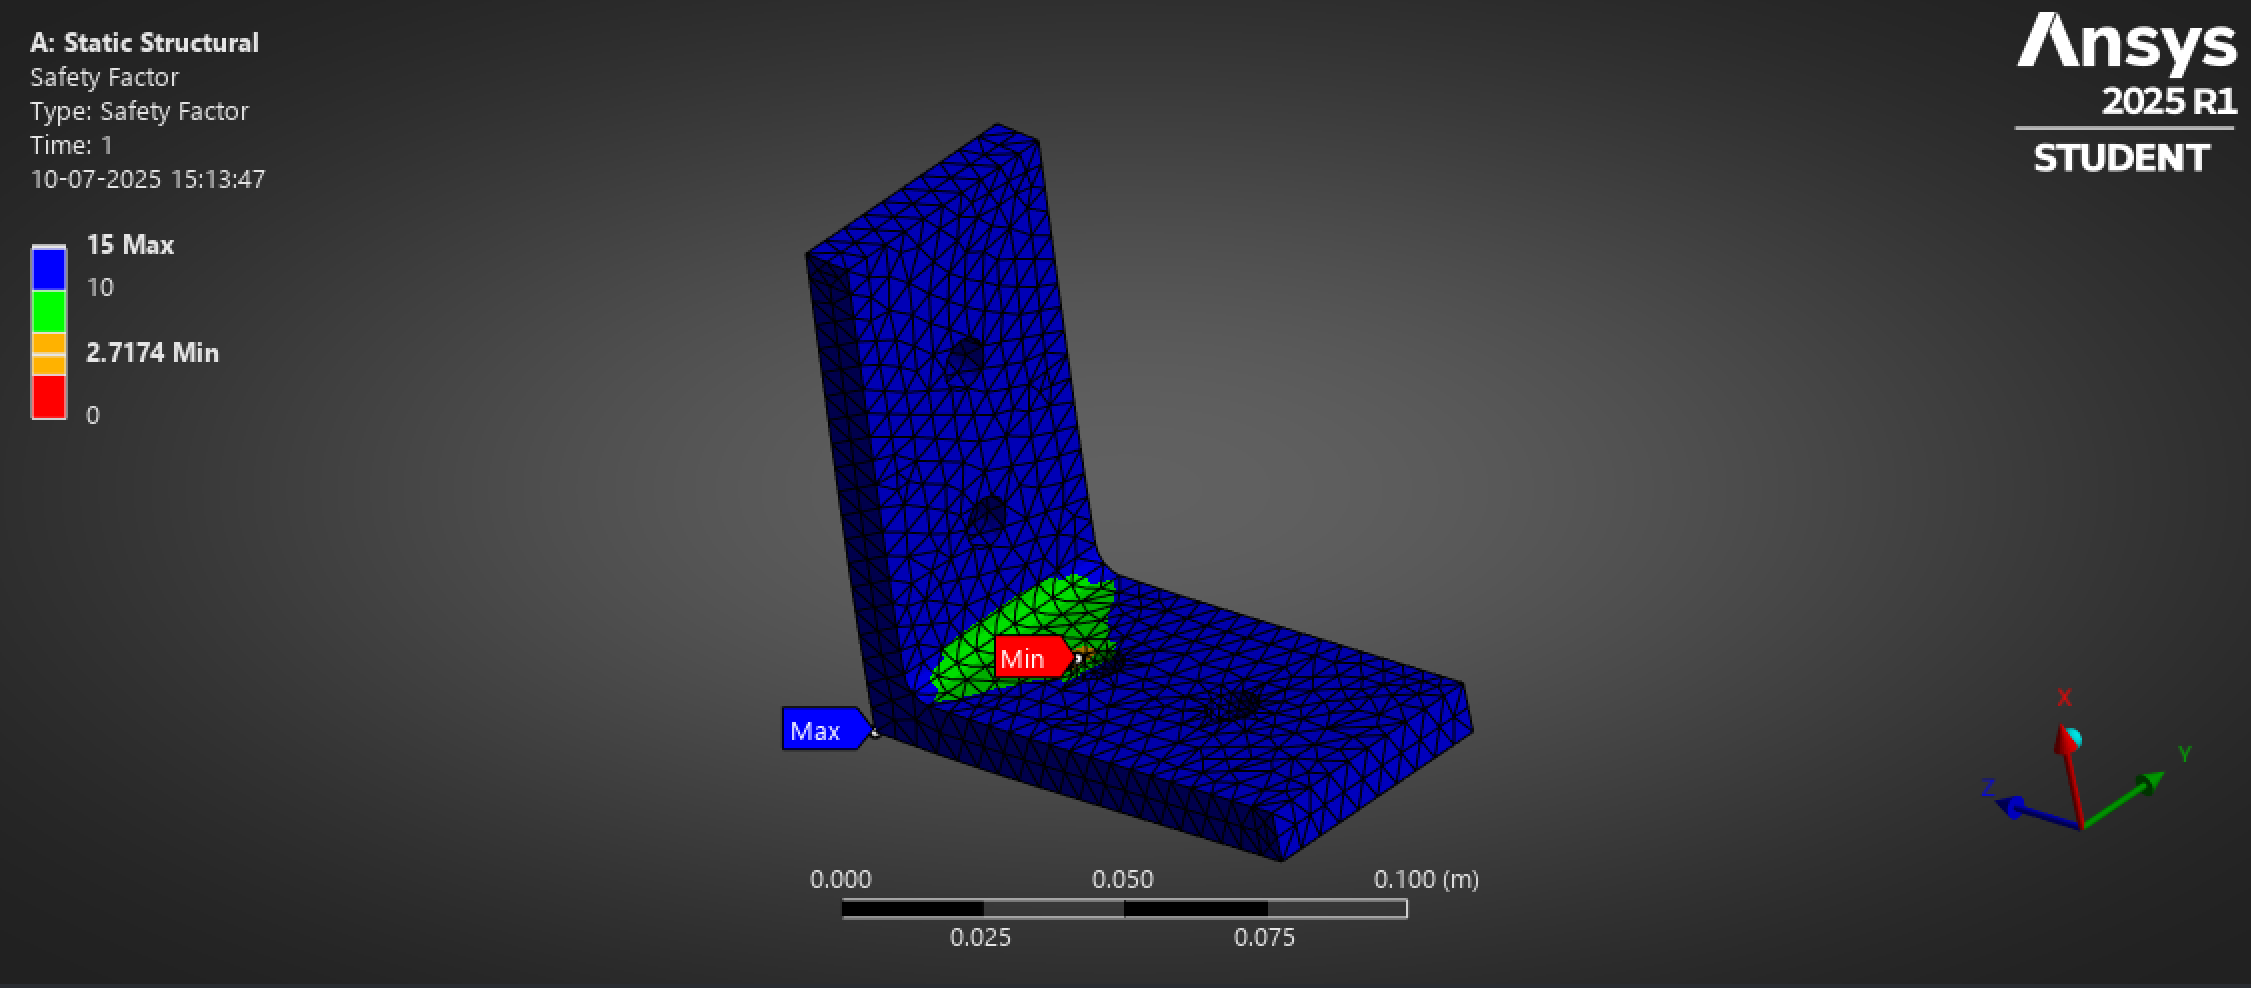 A: Static Structural
Safety Factor
Type: Safety Factor
Time: 1
10-07-2025 15:13:47
15 Max
10
2.7174 Min
0
Ansys
2025 R1
STUDENT
Min
Max
X
Y
Z
0.000
0.050
0.100 (m)
0.025
0.075